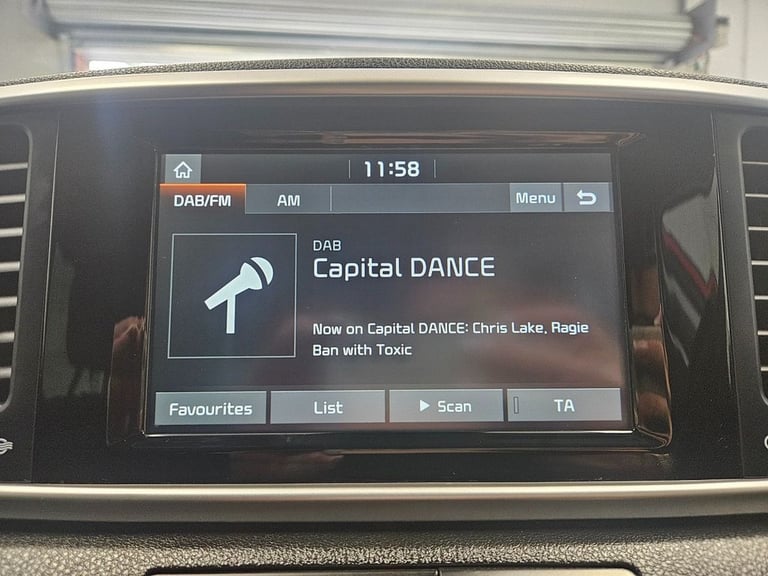 11:58
DAB/FM
AM
Menu
DAB
Capital DANCE
Now on Capital DANCE: Chris Lake, Ragie
Ban with Toxic
Favourites
List
Scan
TA